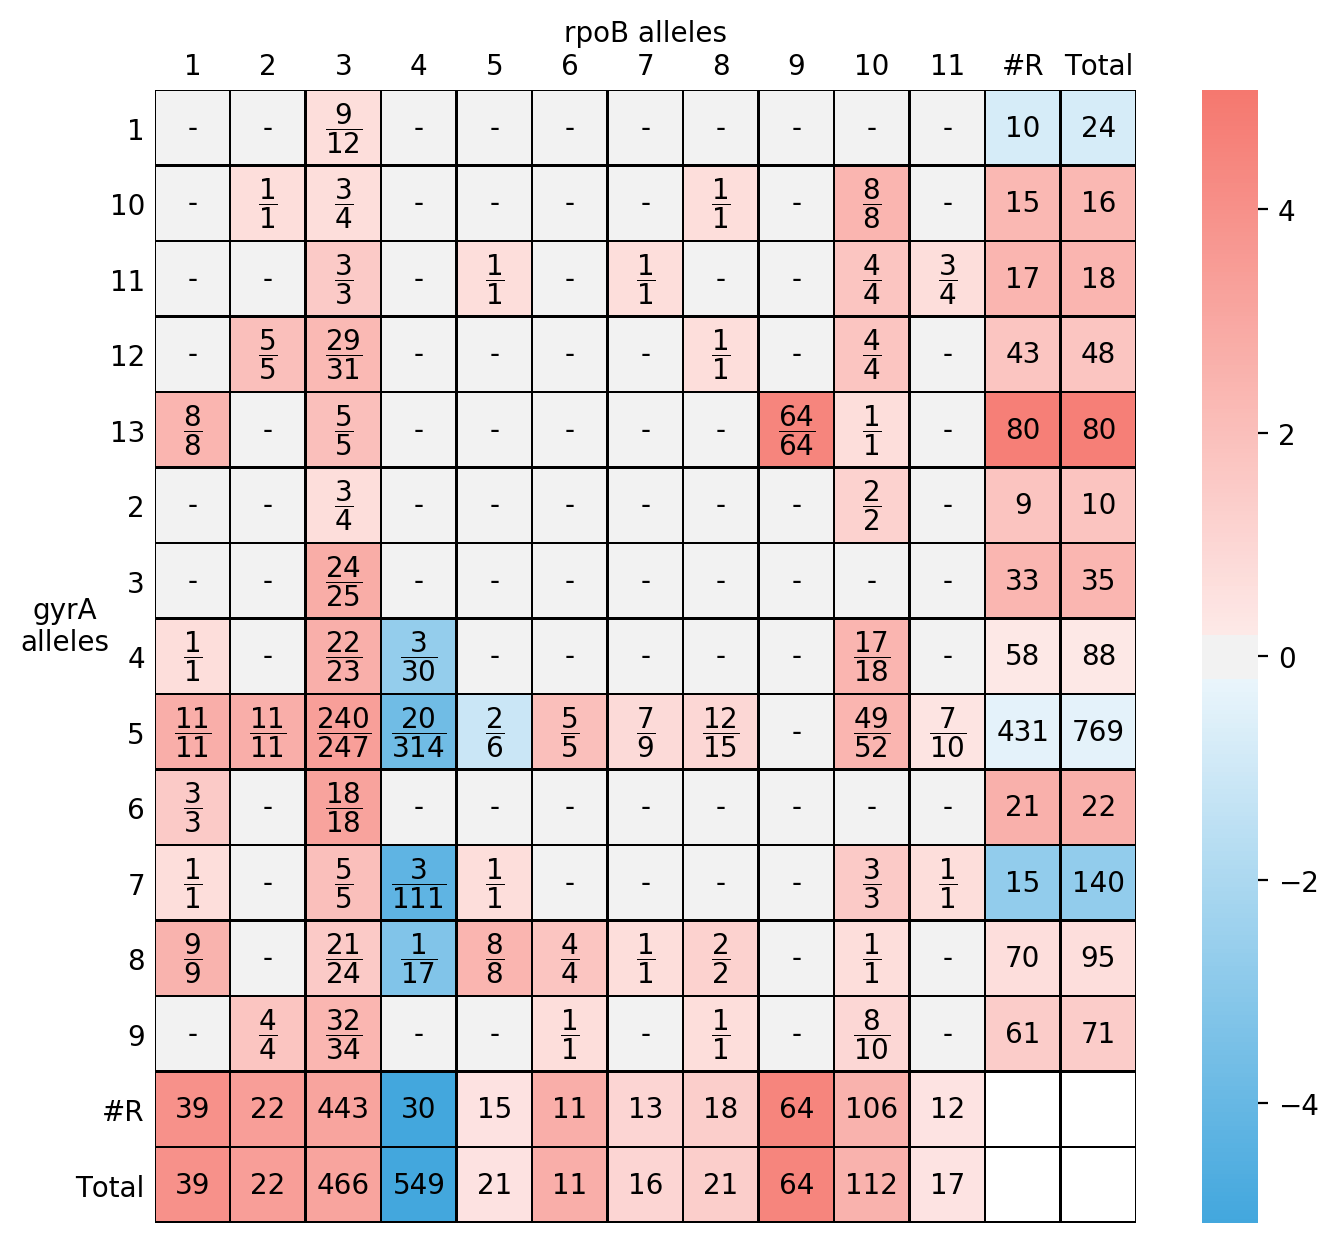 rpoB alleles
1 2 3 4 5 6 7 8 9 10 11 #R Total
1 - - 9/12 - - - - - - - - 10 24
10 - 1/1 3/4 - - - - 1/1 - 8/8 - 15 16
11 - - 3/3 - 1/1 - 1/1 - - 4/4 3/4 17 18
12 - 5/5 29/31 - - - - 1/1 - 4/4 - 43 48
13 8/8 - 5/5 - - - - - 64/64 1/1 - 80 80
2 - - 3/4 - - - - - - 2/2 - 9 10
3 - - 24/25 - - - - - - - - 33 35
gyrA
alleles
4 1/1 - 22/23 3/30 - - - - - 17/18 - 58 88
5 11/11 11/11 240/247 20/314 2/6 5/5 7/9 12/15 - 49/52 7/10 431 769
6 3/3 - 18/18 - - - - - - - - 21 22
7 1/1 - 5/5 3/111 1/1 - - - - 3/3 1/1 15 140
8 9/9 - 21/24 1/17 8/8 4/4 1/1 2/2 - 1/1 - 70 95
9 - 4/4 32/34 - - 1/1 - 1/1 - 8/10 - 61 71
#R 39 22 443 30 15 11 13 18 64 106 12
Total 39 22 466 549 21 11 16 21 64 112 17
4
2
0
−2
−4